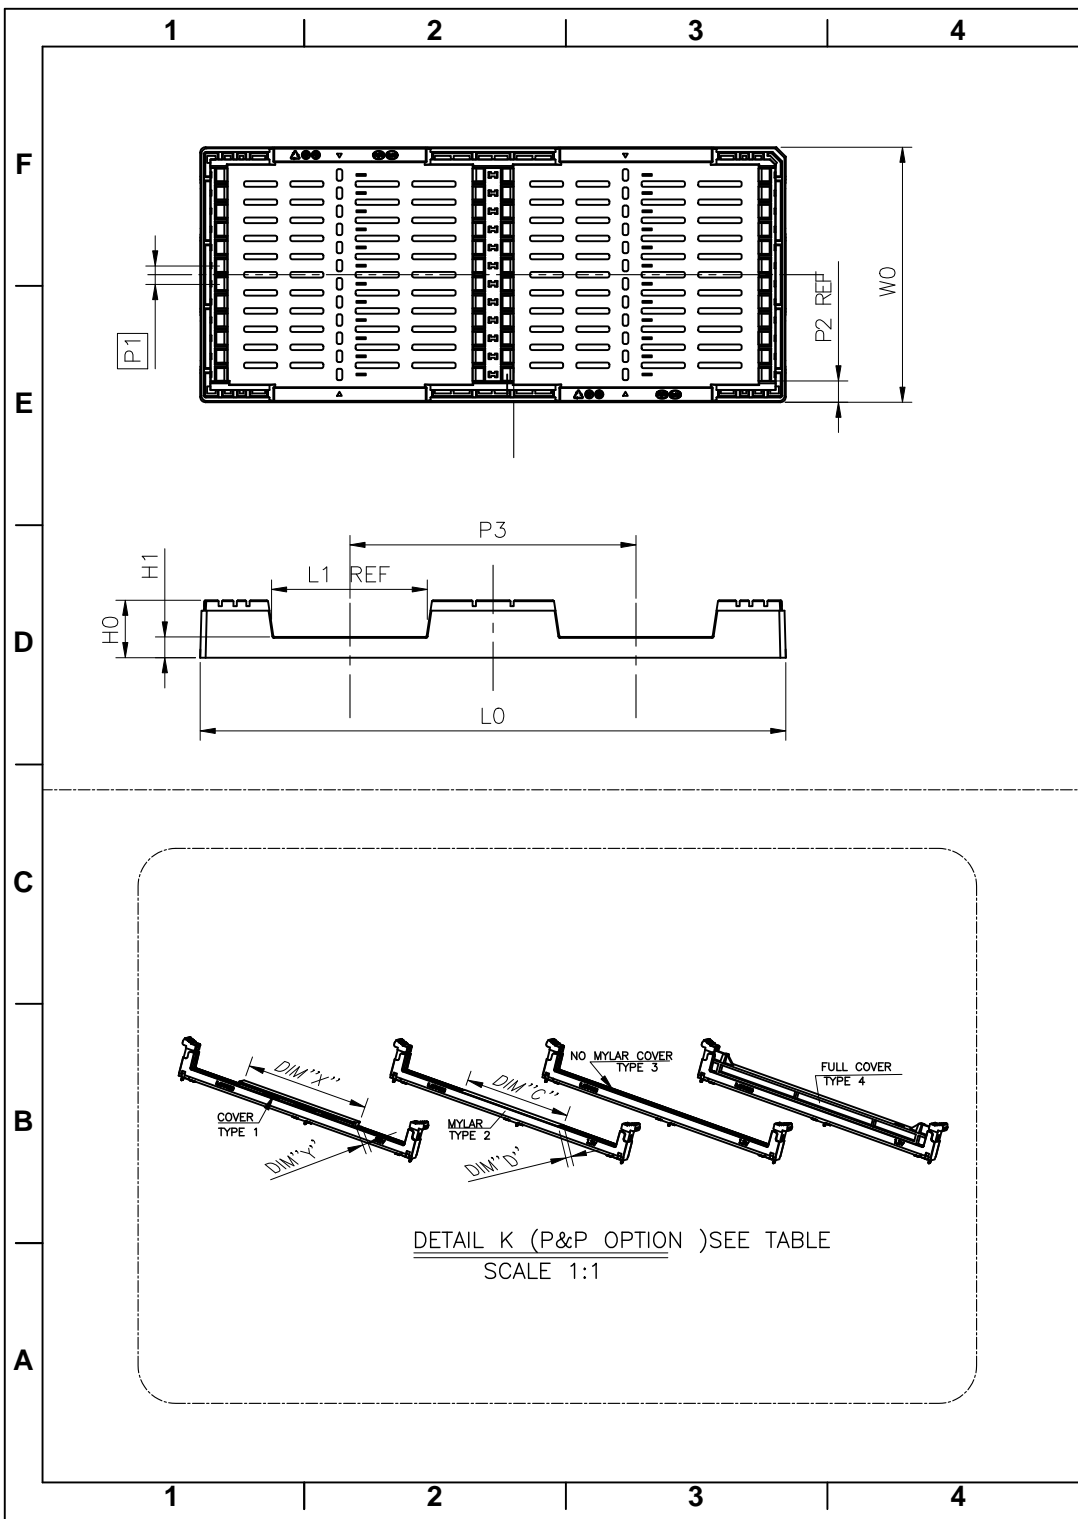 1 2 3 4
F
E
D
C
B
A
P1
P2 REF
W0
P3
L1 REF
H1
H0
L0
DIM"X"
COVER
TYPE 1
DIM"Y"
DIM"C"
MYLAR
TYPE 2
DIM"D"
NO MYLAR COVER
TYPE 3
FULL COVER
TYPE 4
DETAIL K (P&P OPTION )SEE TABLE
SCALE 1:1
1 2 3 4